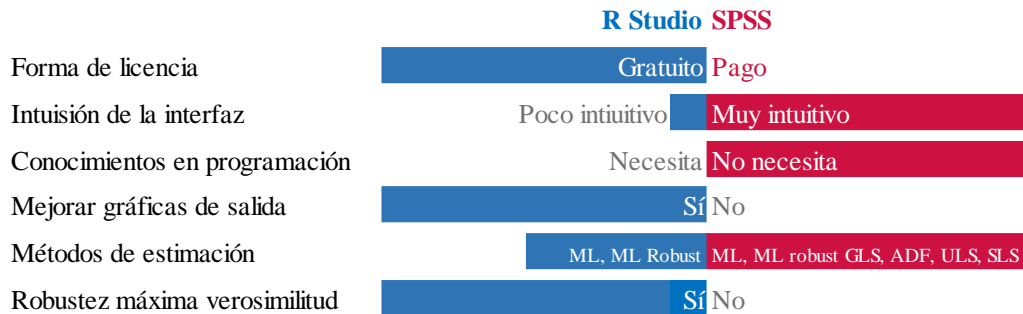 R Studio SPSS
Forma de licencia Gratuito Pago
Intuisión de la interfaz Poco intiuitivo Muy intuitivo
Conocimientos en programación Necesita No necesita
Mejorar gráficas de salida Sí No
Métodos de estimación ML, ML Robust ML, ML robust GLS, ADF, ULS, SLS
Robustez máxima verosimilitud Sí No